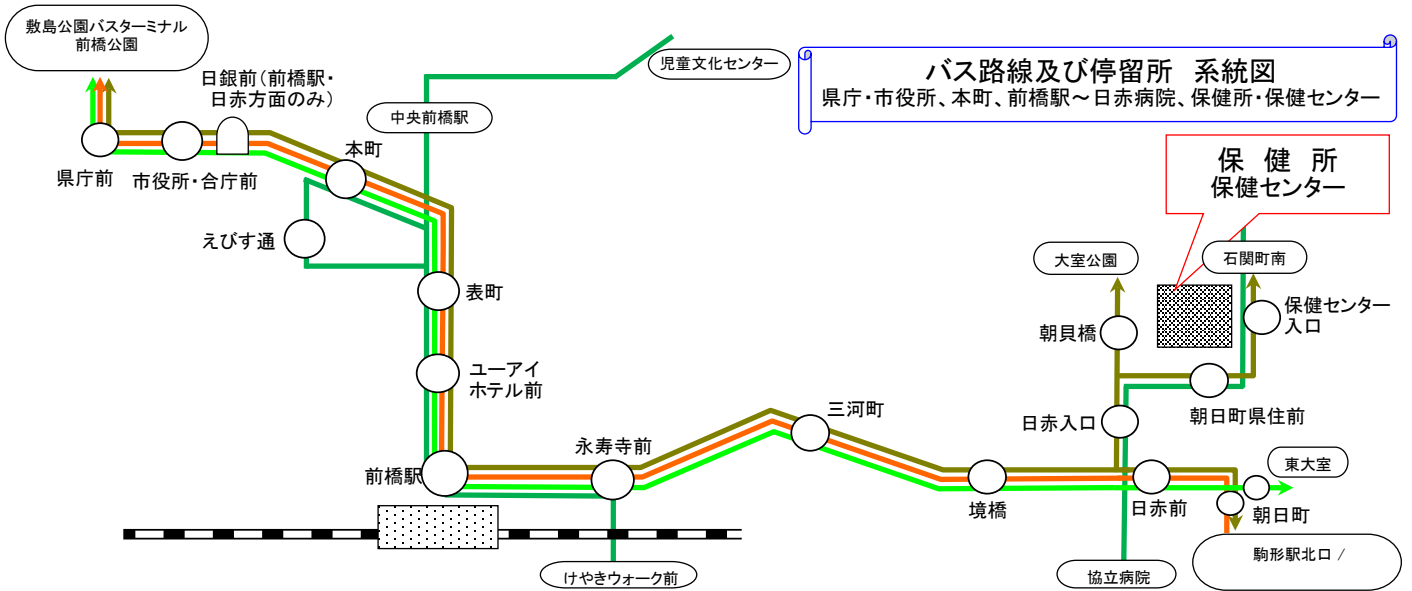 敷島公園バスターミナル
前橋公園
日銀前(前橋駅・
日赤方面のみ)
児童文化センター
バス路線及び停留所 系統図
県庁・市役所、本町、前橋駅～日赤病院、保健所・保健センター
中央前橋駅
本町
県庁前
市役所・合庁前
保 健 所
保健センター
えびす通
大室公園
石関町南
表町
朝貝橋
保健センター
入口
ユーアイ
ホテル前
三河町
日赤入口
朝日町県住前
永寿寺前
前橋駅
東大室
境橋
日赤前
朝日町
けやきウォーク前
協立病院
駒形駅北口 /